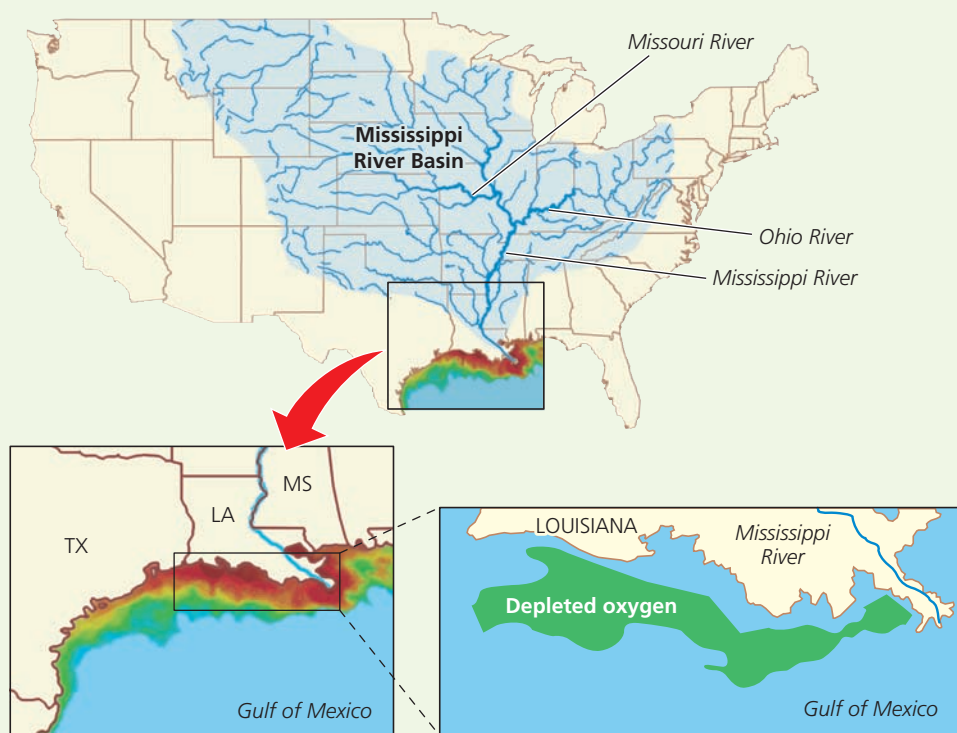 Missouri River
Mississippi
River Basin
Ohio River
Mississippi River
MS
LA
TX
Gulf of Mexico
LOUISIANA
Mississippi
River
Depleted oxygen
Gulf of Mexico